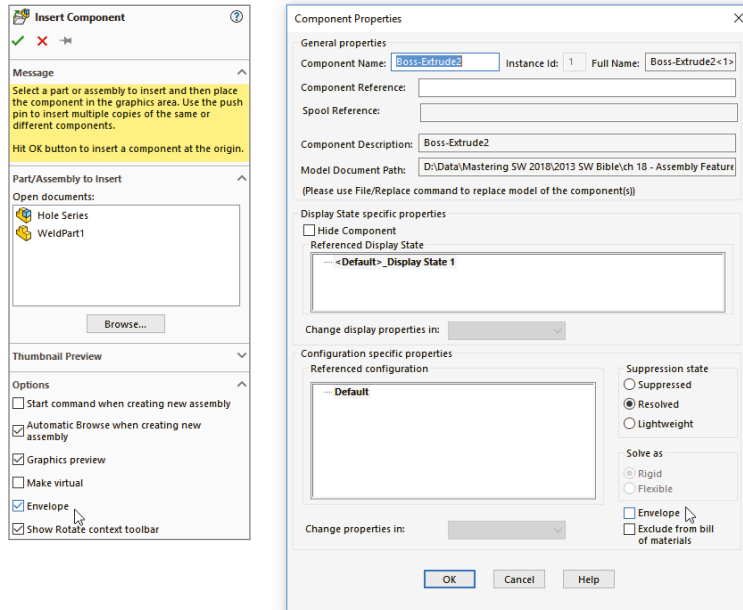 Insert Component
Message
Select a part or assembly to insert and then place
the component in the graphics area. Use the push
pin to insert multiple copies of the same or
different components.
Hit OK button to insert a component at the origin.
Part/Assembly to Insert
Open documents:
Hole Series
WeldPart1
Browse...
Thumbnail Preview
Options
Start command when creating new assembly
Automatic Browse when creating new
assembly
Graphics preview
Make virtual
Envelope
Show Rotate context toolbar
Component Properties
General properties
Component Name: Boss-Extrude2 Instance Id: 1 Full Name: Boss-Extrude2<1>
Component Reference:
Spool Reference:
Component Description: Boss-Extrude2
Model Document Path: D:\Data\Mastering SW 2018\2013 SW Bible\ch 18 - Assembly Feature
(Please use File/Replace command to replace model of the component(s))
Display State specific properties
Hide Component
Referenced Display State
<Default>_Display State 1
Change display properties in:
Configuration specific properties
Referenced configuration
Default
Change properties in:
Suppression state
Suppressed
Resolved
Lightweight
Solve as
Rigid
Flexible
Envelope
Exclude from bill
of materials
OK Cancel Help